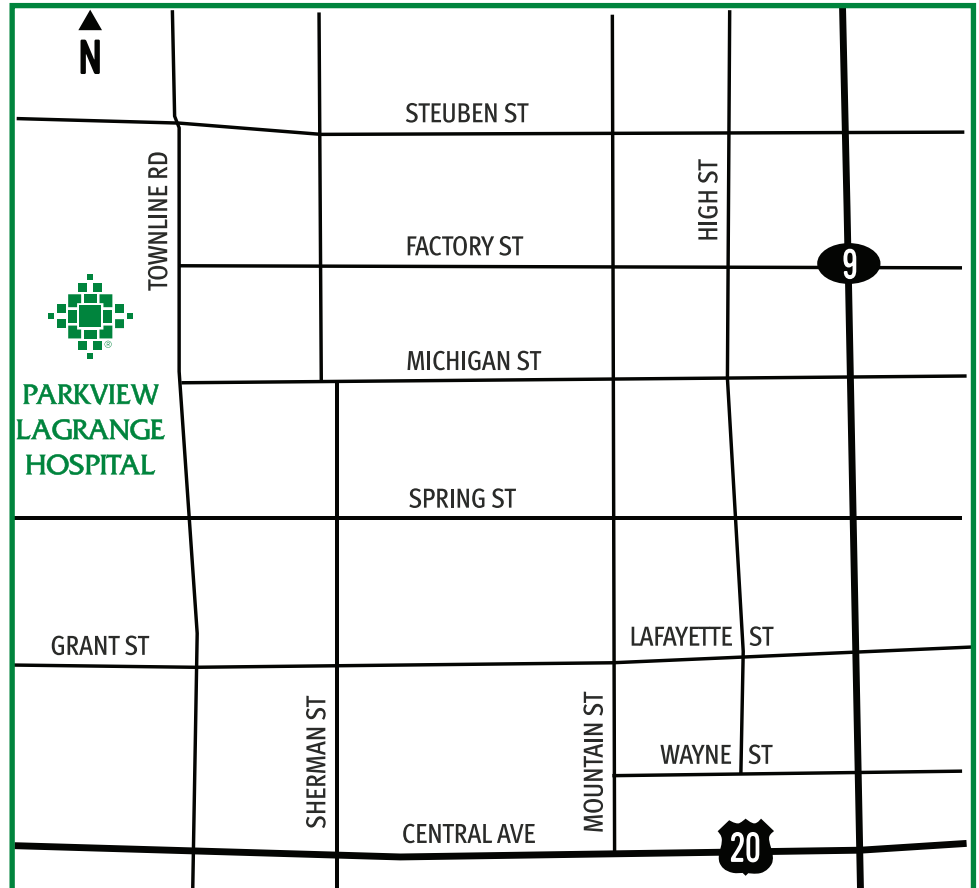 N
STEUBEN ST
TOWNLINE RD
HIGH ST
FACTORY ST
9
®
MICHIGAN ST
PARKVIEW
LAGRANGE
HOSPITAL
SPRING ST
GRANT ST
LAFAYETTE ST
SHERMAN ST
MOUNTAIN ST
WAYNE ST
CENTRAL AVE
20